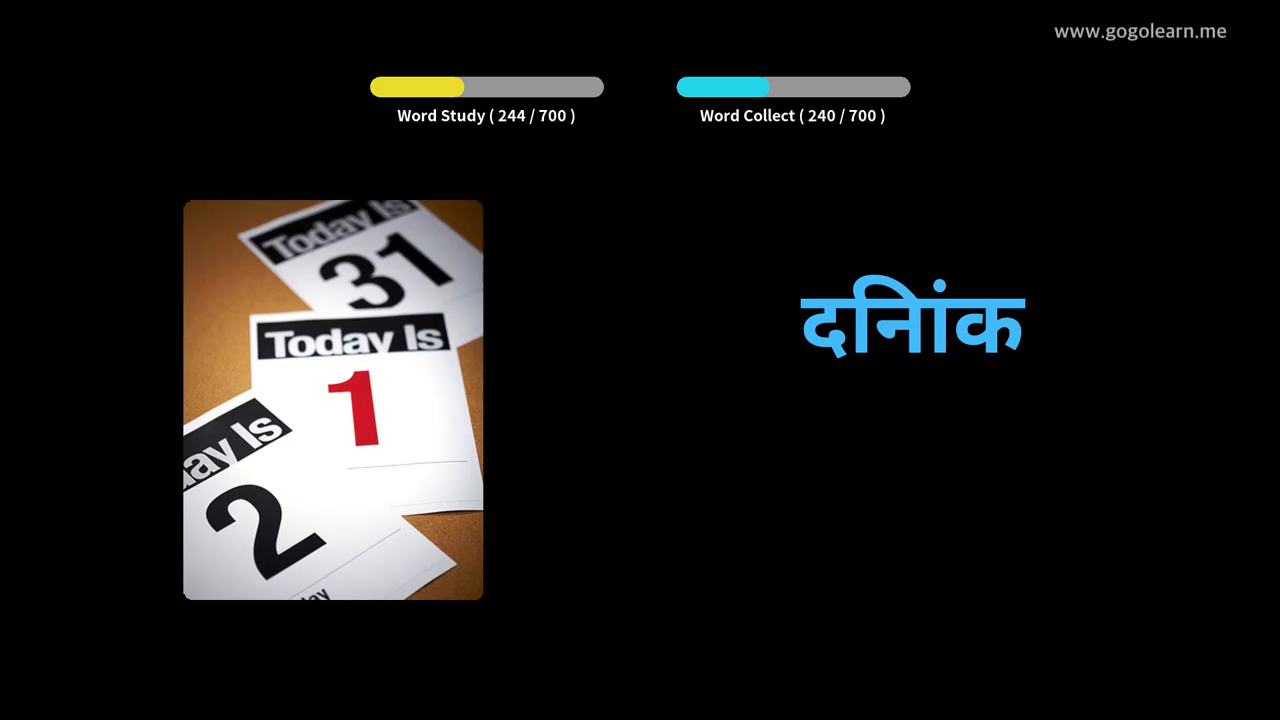 www.gogolearn.me
Word Study ( 244 / 700 )
Word Collect ( 240 / 700 )
Today Is
31
Today Is
1
दनिांक
ay Is
2
ay